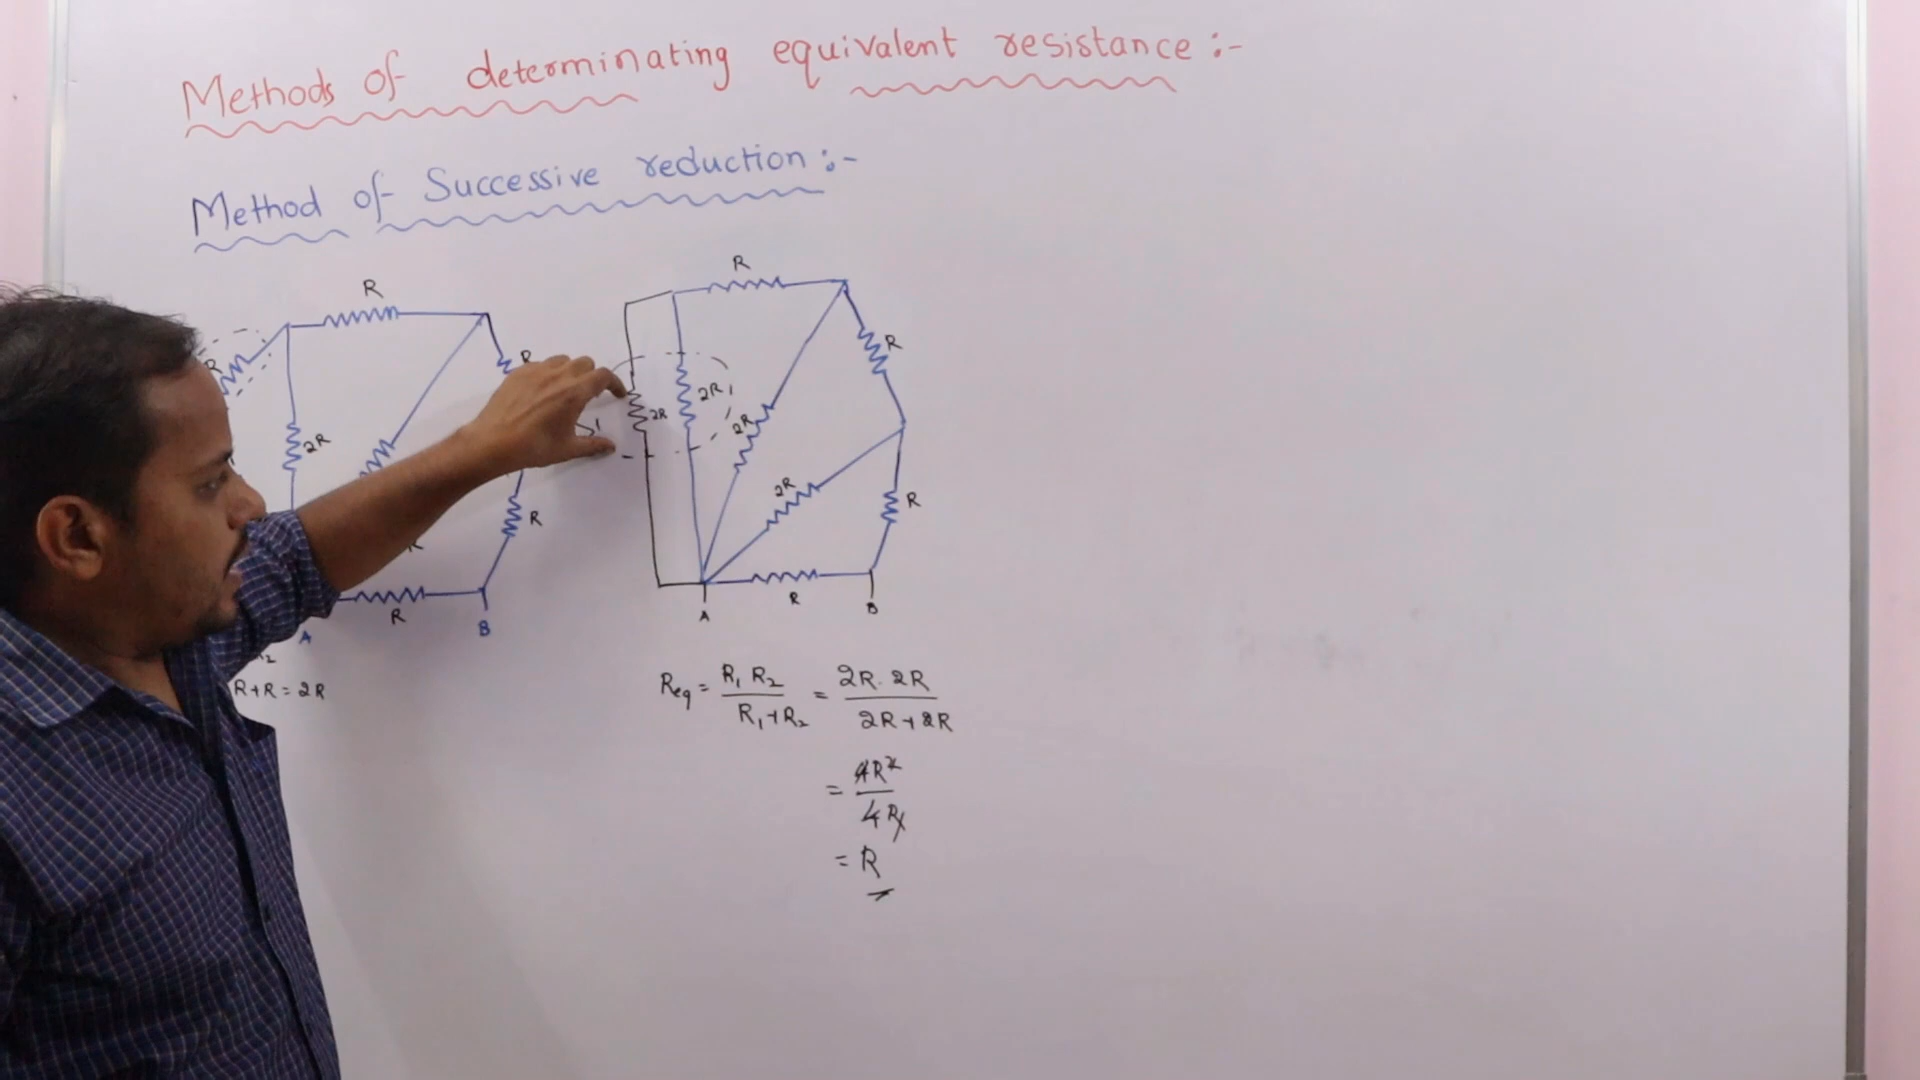 Methods of determinating equivalent resistance :-
Method of Successive reduction :-
R
R
2R
R
R
R
A
B
R+R = 2R
R
R
2R
2R
2R
2R
R
R
A
B
Req = R1 R2 / R1+R2 = 2R. 2R / 2R+2R
= 4R² / 4R
= R